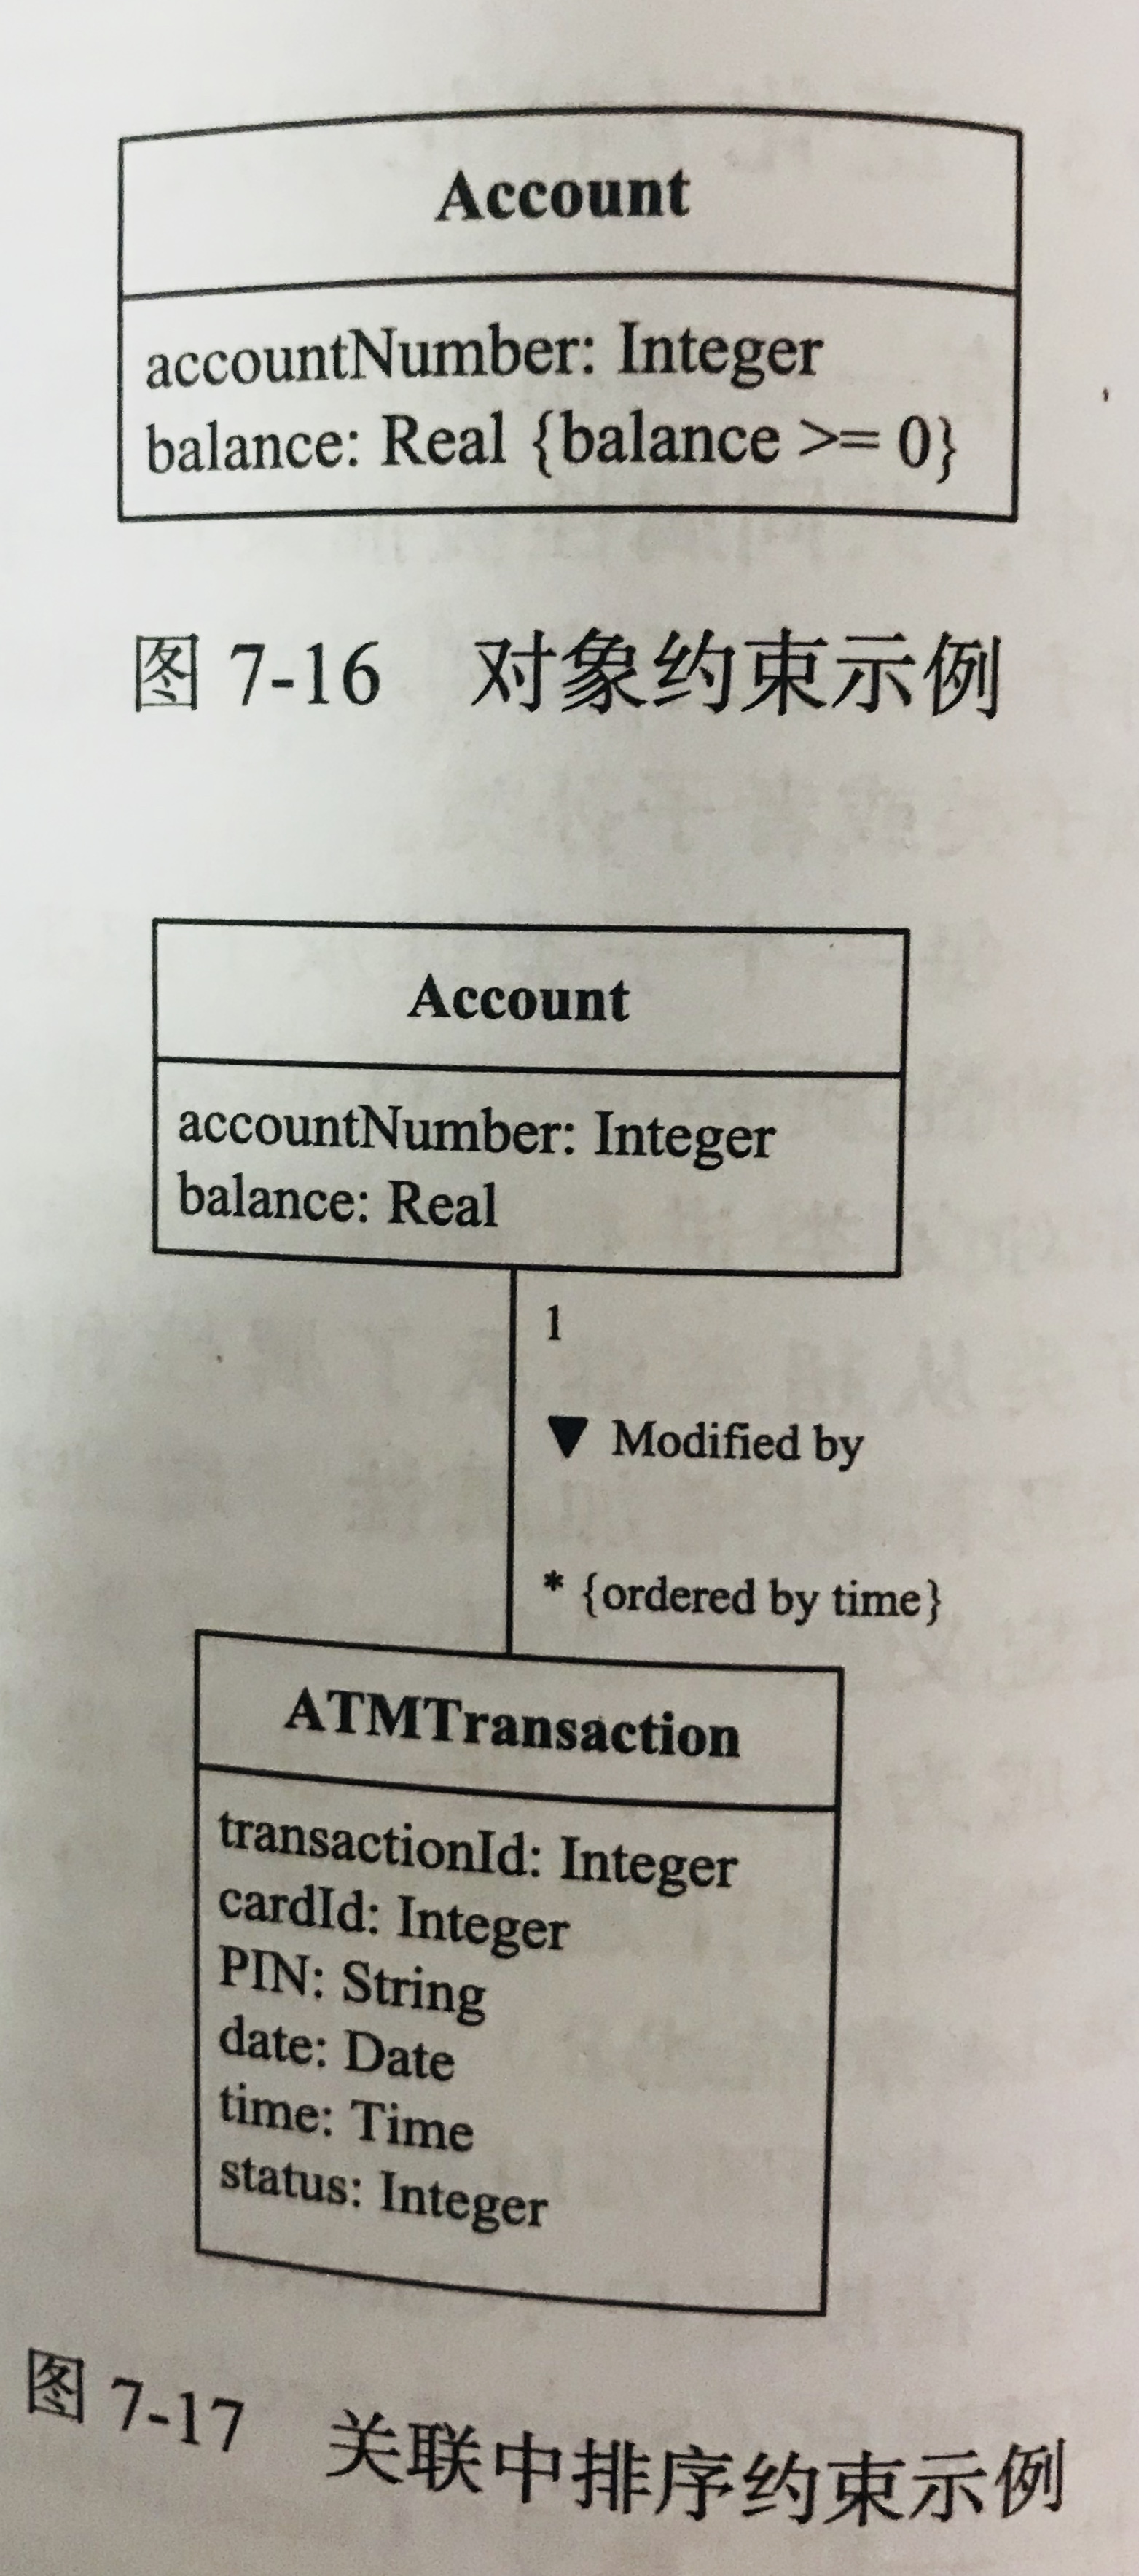 Account
accountNumber: Integer
balance: Real {balance >= 0}
图 7-16 对象约束示例
Account
accountNumber: Integer
balance: Real
1
▼ Modified by
* {ordered by time}
ATMTransaction
transactionId: Integer
cardId: Integer
PIN: String
date: Date
time: Time
status: Integer
图 7-17 关联中排序约束示例